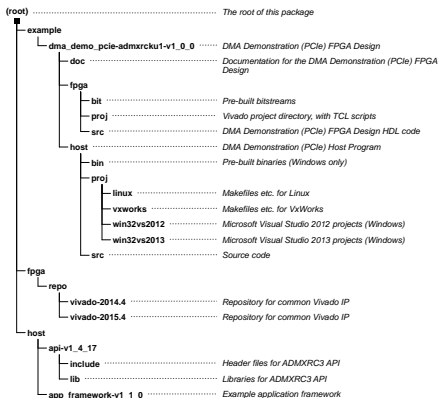 (root) The root of this package
example
dma_demo_pcie-admxrcku1-v1_0_0 DMA Demonstration (PCIe) FPGA Design
doc Documentation for the DMA Demonstration (PCIe) FPGA
Design
fpga
bit Pre-built bitstreams
proj Vivado project directory, with TCL scripts
src DMA Demonstration (PCIe) FPGA Design HDL code
host DMA Demonstration (PCIe) Host Program
bin Pre-built binaries (Windows only)
proj
linux Makefiles etc. for Linux
vxworks Makefiles etc. for VxWorks
win32vs2012 Microsoft Visual Studio 2012 projects (Windows)
win32vs2013 Microsoft Visual Studio 2013 projects (Windows)
src Source code
fpga
repo
vivado-2014.4 Repository for common Vivado IP
vivado-2015.4 Repository for common Vivado IP
host
api-v1_4_17
include Header files for ADMXRC3 API
lib Libraries for ADMXRC3 API
app_framework-v1_1_0 Example application framework